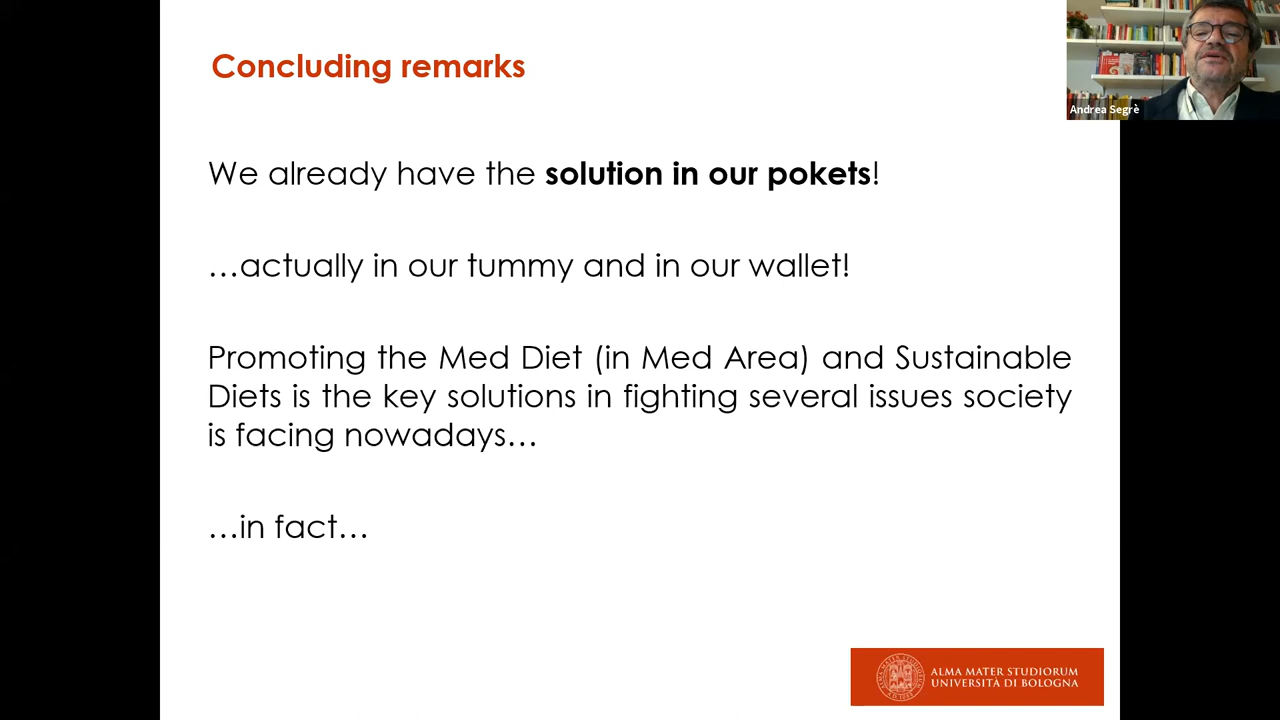 Concluding remarks
Andrea Segrè
We already have the solution in our pokets!
…actually in our tummy and in our wallet!
Promoting the Med Diet (in Med Area) and Sustainable
Diets is the key solutions in fighting several issues society
is facing nowadays…
…in fact…
ALMA MATER STUDIORUM
UNIVERSITÀ DI BOLOGNA